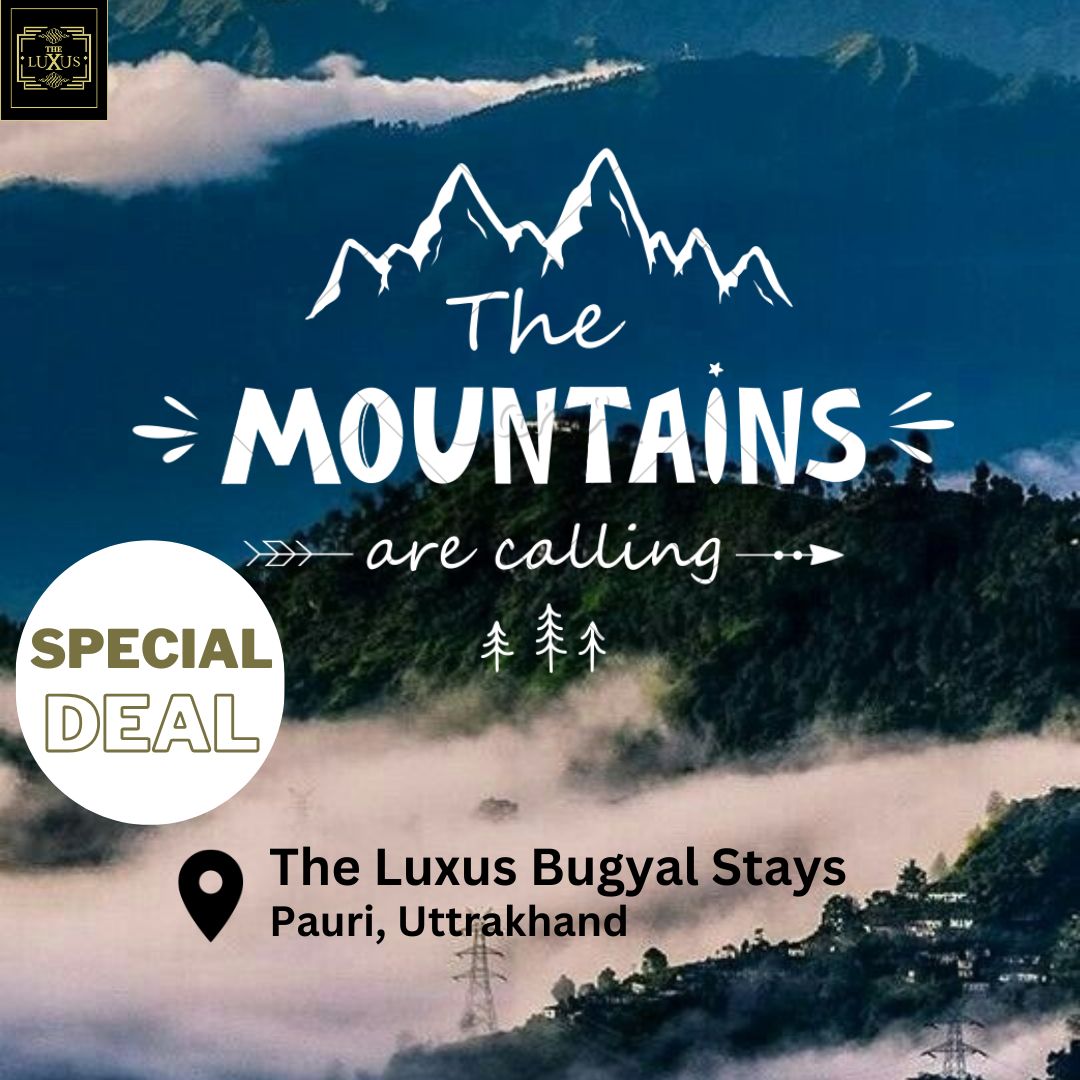 THE
LUXUS
The
MOUNTAINS
are calling
SPECIAL
DEAL
The Luxus Bugyal Stays
Pauri, Uttrakhand